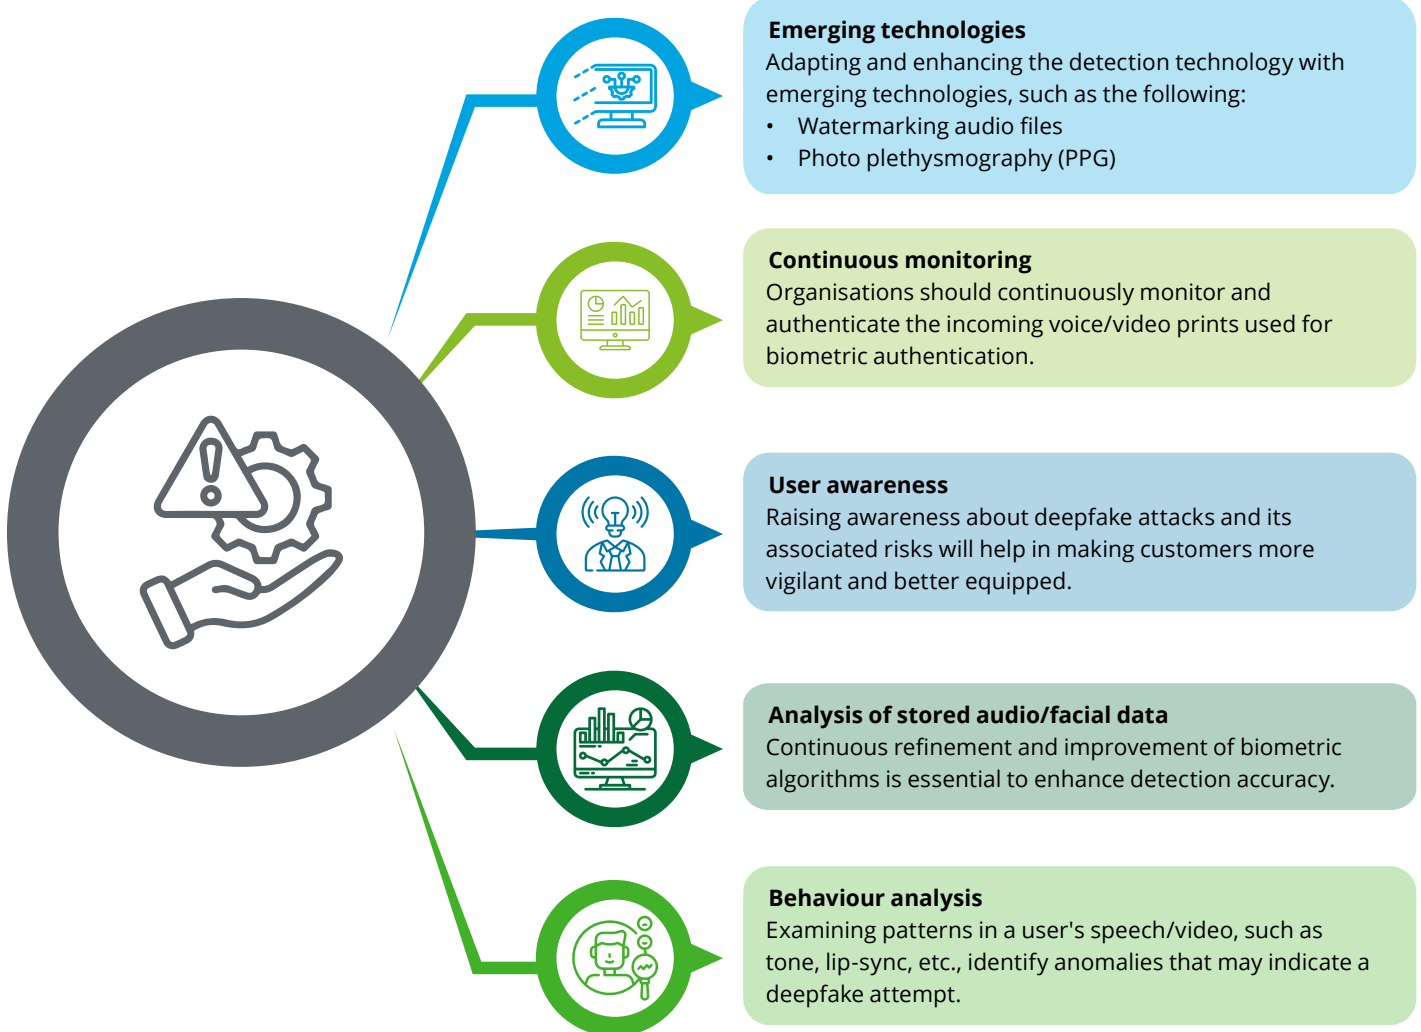 Emerging technologies
Adapting and enhancing the detection technology with
emerging technologies, such as the following:
• Watermarking audio files
• Photo plethysmography (PPG)
Continuous monitoring
Organisations should continuously monitor and
authenticate the incoming voice/video prints used for
biometric authentication.
User awareness
Raising awareness about deepfake attacks and its
associated risks will help in making customers more
vigilant and better equipped.
Analysis of stored audio/facial data
Continuous refinement and improvement of biometric
algorithms is essential to enhance detection accuracy.
Behaviour analysis
Examining patterns in a user's speech/video, such as
tone, lip-sync, etc., identify anomalies that may indicate a
deepfake attempt.